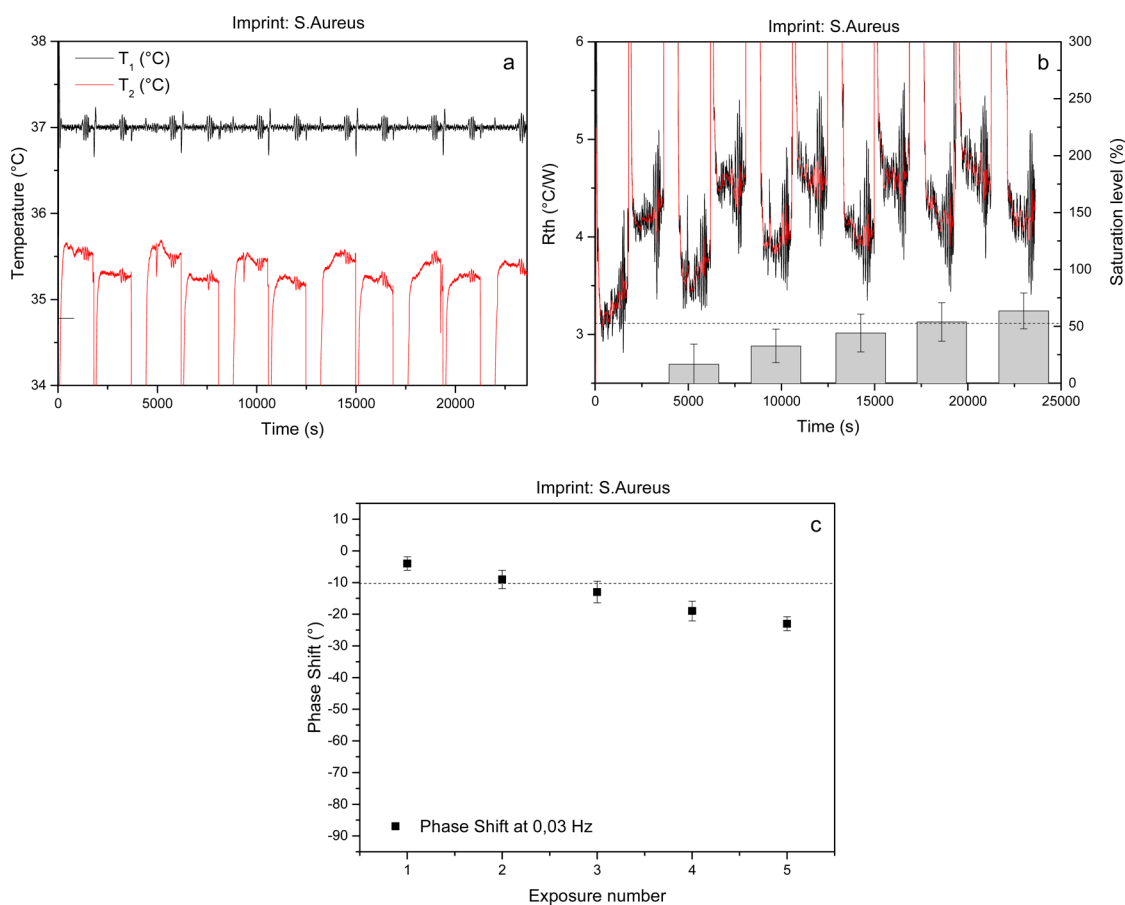 Imprint: S.Aureus
a
T1 (°C)
T2 (°C)
38
37
36
35
34
Temperature (°C)
0
5000
10000
15000
20000
Time (s)
Imprint: S.Aureus
b
6
5
4
3
Rth (°C/W)
300
250
200
150
100
50
0
Saturation level (%)
0
5000
10000
15000
20000
25000
Time (s)
Imprint: S.Aureus
c
10
0
-10
-20
-30
-40
-50
-60
-70
-80
-90
Phase Shift (°)
Phase Shift at 0,03 Hz
1
2
3
4
5
Exposure number